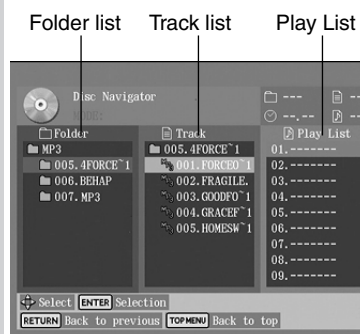 Folder list Track list Play List
Disc Navigator
MODE: --- --
--.-- --
Folder Track Play List
MP3 005.4FORCE~1 01.-------
005.4FORCE~1 001.FORCEO~1 02.-------
006.BEHAP 002.FRAGILE. 03.-------
007.MP3 003.GOODFO~1 04.-------
004.GRACEF~1 05.-------
005.HOMESW~1 06.-------
07.-------
08.-------
09.-------
Select ENTER Selection
RETURN Back to previous TOP MENU Back to top